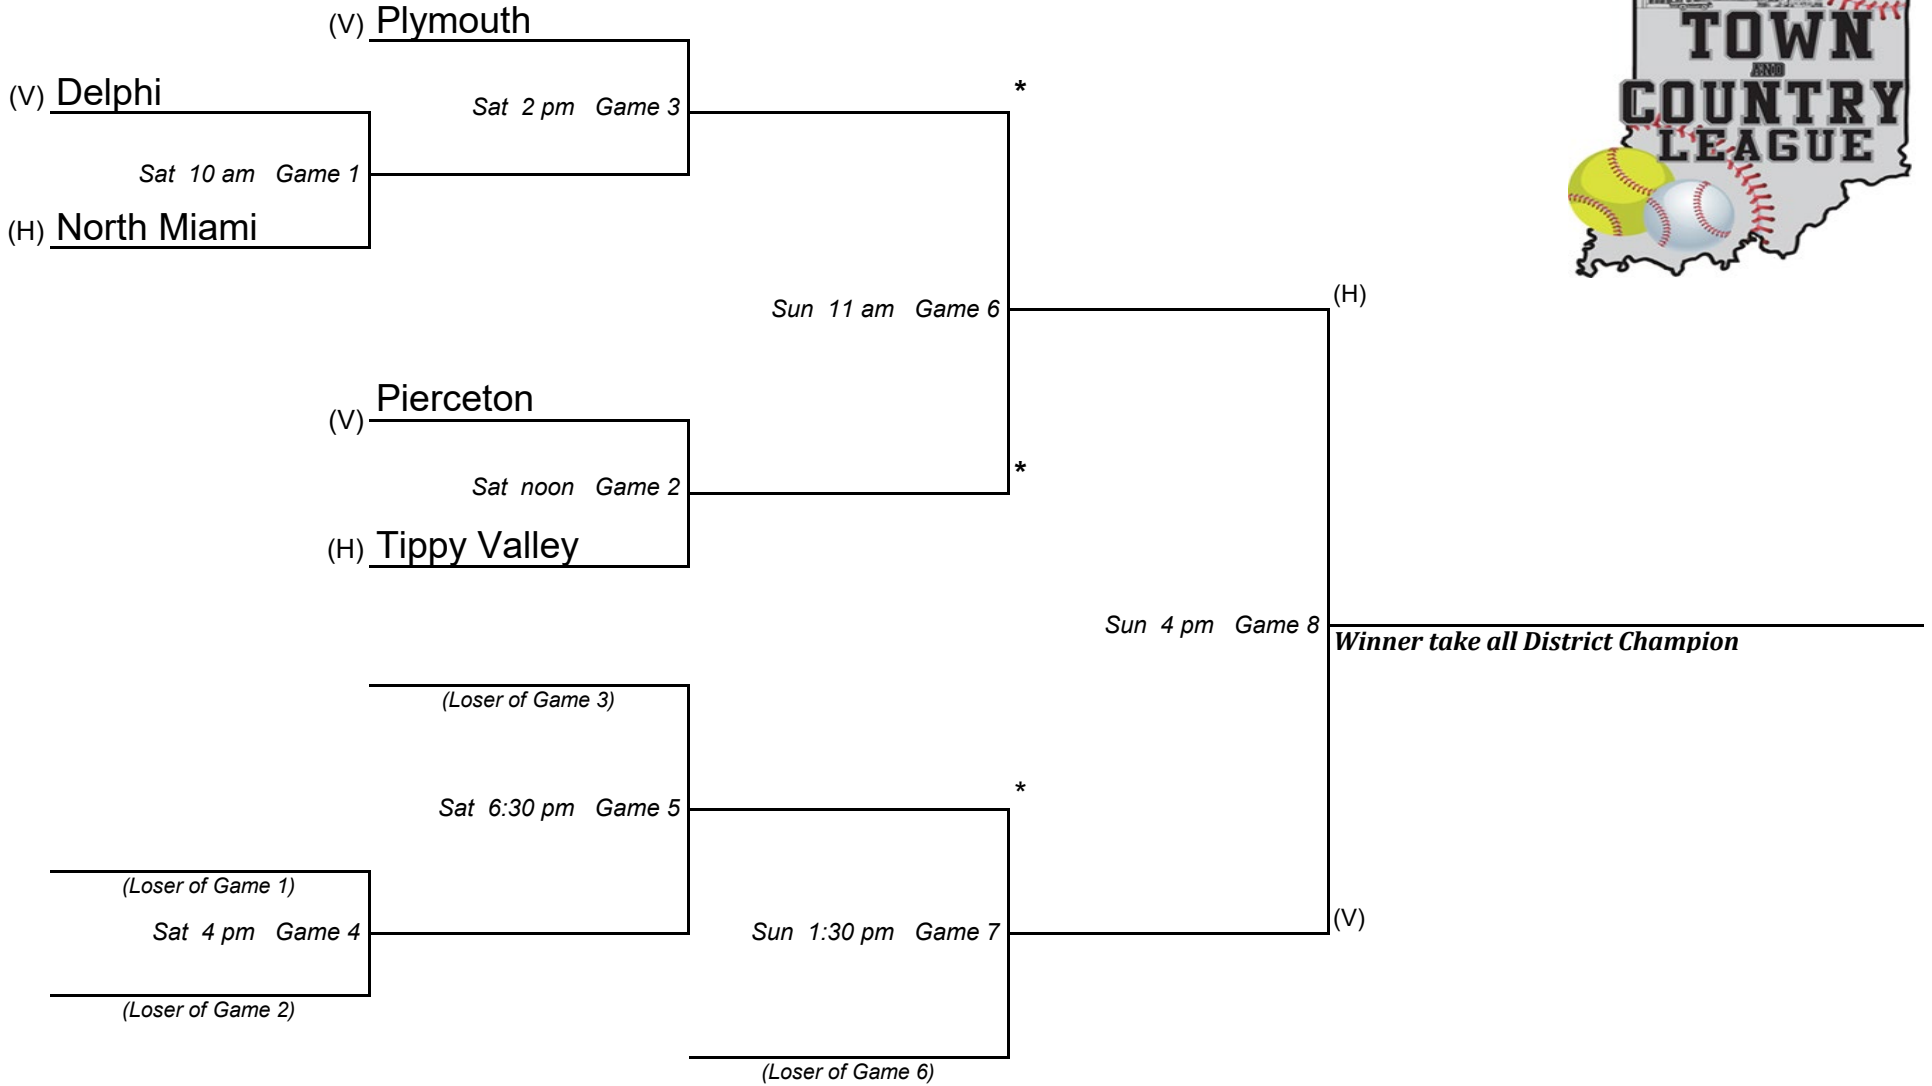 (V) Plymouth
(V) Delphi
Sat 2 pm Game 3
*
Sat 10 am Game 1
(H) North Miami
TOWN
AND
COUNTRY
LEAGUE
Sun 11 am Game 6
(H)
(V) Pierceton
Sat noon Game 2
*
(H) Tippy Valley
Sun 4 pm Game 8
Winner take all District Champion
(Loser of Game 3)
*
Sat 6:30 pm Game 5
(Loser of Game 1)
Sat 4 pm Game 4
Sun 1:30 pm Game 7
(V)
(Loser of Game 2)
(Loser of Game 6)